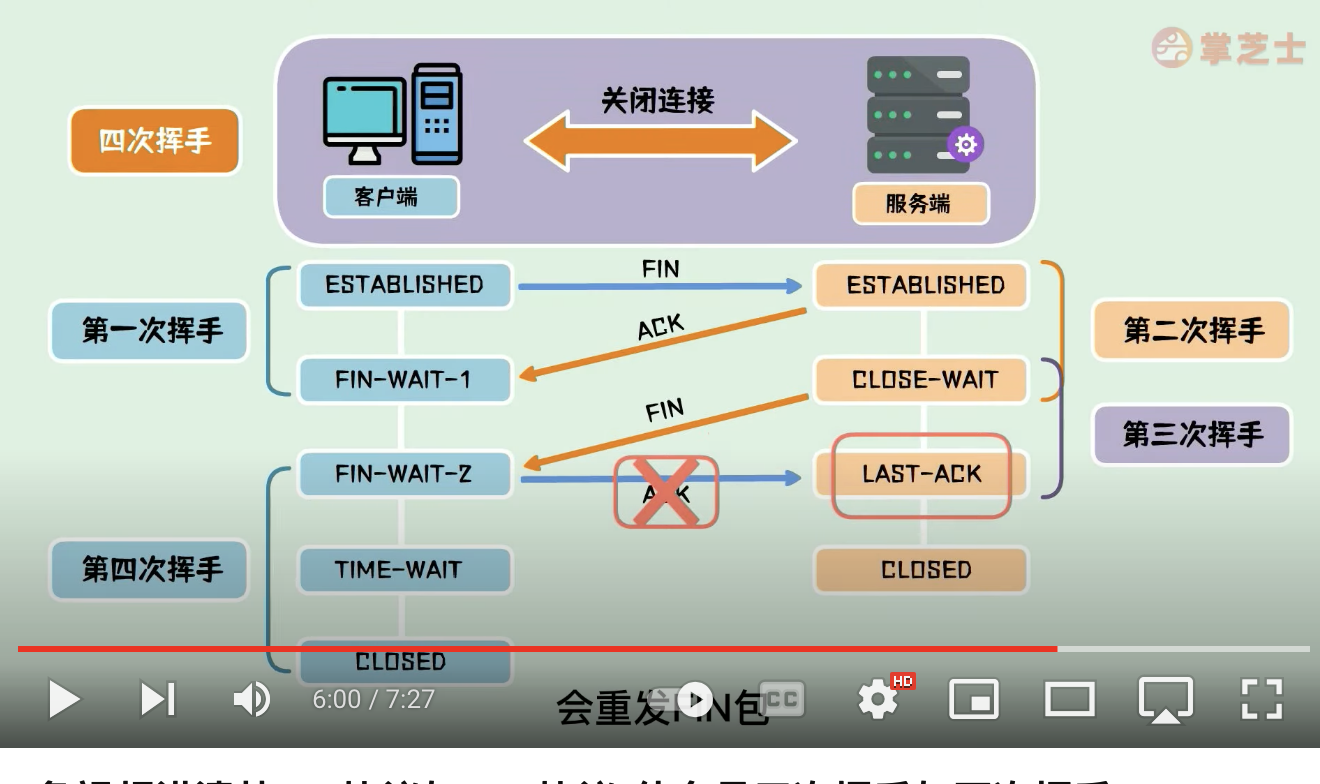 掌芝士
关闭连接
四次挥手
客户端
服务端
FIN
ESTABLISHED
ESTABLISHED
第一次挥手
ACK
第二次挥手
FIN-WAIT-1
CLOSE-WAIT
FIN
第三次挥手
FIN-WAIT-2
LAST-ACK
ACK
第四次挥手
TIME-WAIT
CLOSED
CLOSED
HD
6:00 / 7:27
CC
会重发FIN包